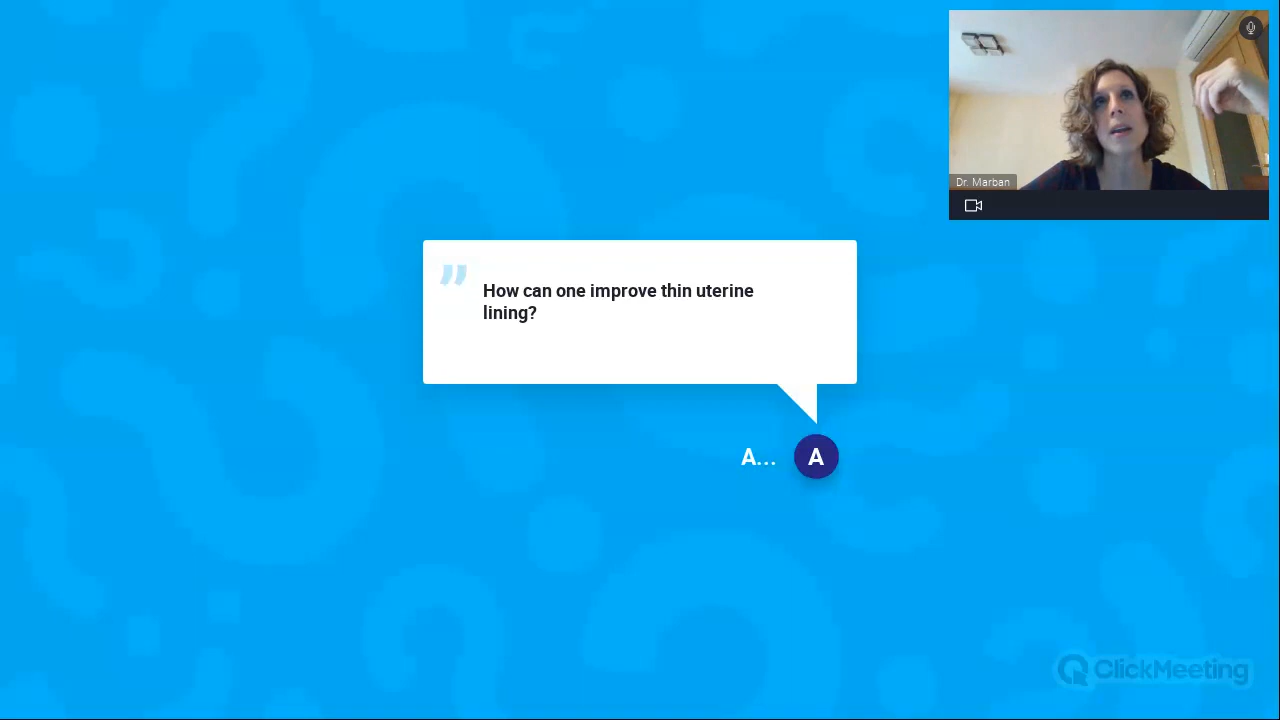 Dr. Marban
" How can one improve thin uterine
lining?
A... A
ClickMeeting